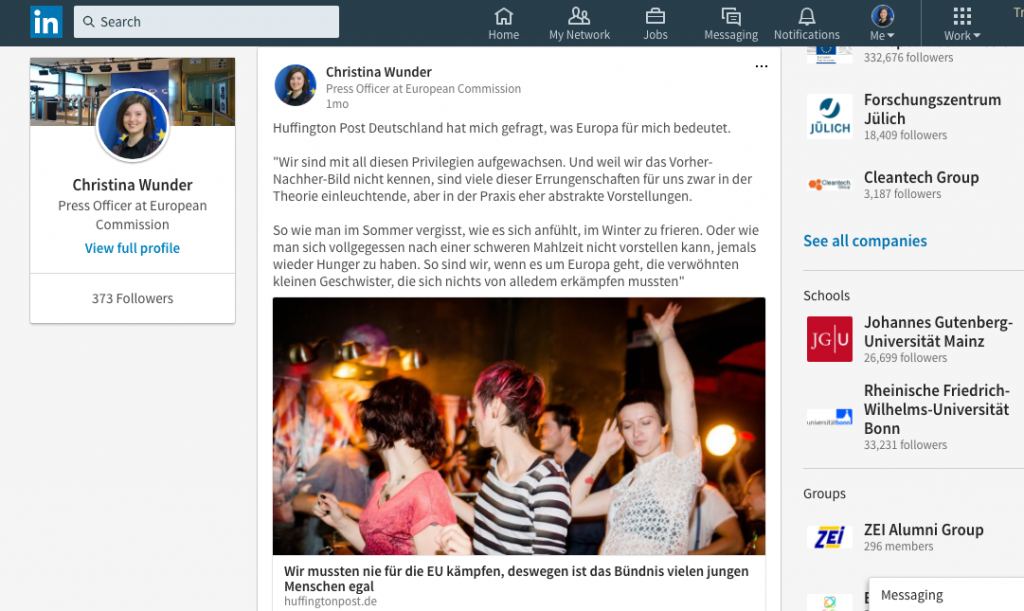 in
Search
Home
My Network
Jobs
Messaging
Notifications
Me
Work
Christina Wunder
Press Officer at European
Commission
View full profile
373 Followers
Christina Wunder
Press Officer at European Commission
1mo
Huffington Post Deutschland hat mich gefragt, was Europa für mich bedeutet.
"Wir sind mit all diesen Privilegien aufgewachsen. Und weil wir das Vorher-
Nachher-Bild nicht kennen, sind viele dieser Errungenschaften für uns zwar in der
Theorie einleuchtende, aber in der Praxis eher abstrakte Vorstellungen.
So wie man im Sommer vergisst, wie es sich anfühlt, im Winter zu frieren. Oder wie
man sich vollgegessen nach einer schweren Mahlzeit nicht vorstellen kann, jemals
wieder Hunger zu haben. So sind wir, wenn es um Europa geht, die verwöhnten
kleinen Geschwister, die sich nichts von alledem erkämpfen mussten"
Wir mussten nie für die EU kämpfen, deswegen ist das Bündnis vielen jungen
Menschen egal
huffingtonpost.de
332,676 followers
JÜLICH
Forschungszentrum
Jülich
18,409 followers
Cleantech
Group
Cleantech Group
3,187 followers
See all companies
Schools
JG|U
Johannes Gutenberg-
Universität Mainz
26,699 followers
universitätbonn
Rheinische Friedrich-
Wilhelms-Universität
Bonn
33,231 followers
Groups
ZEi
ZEI Alumni Group
296 members
Messaging